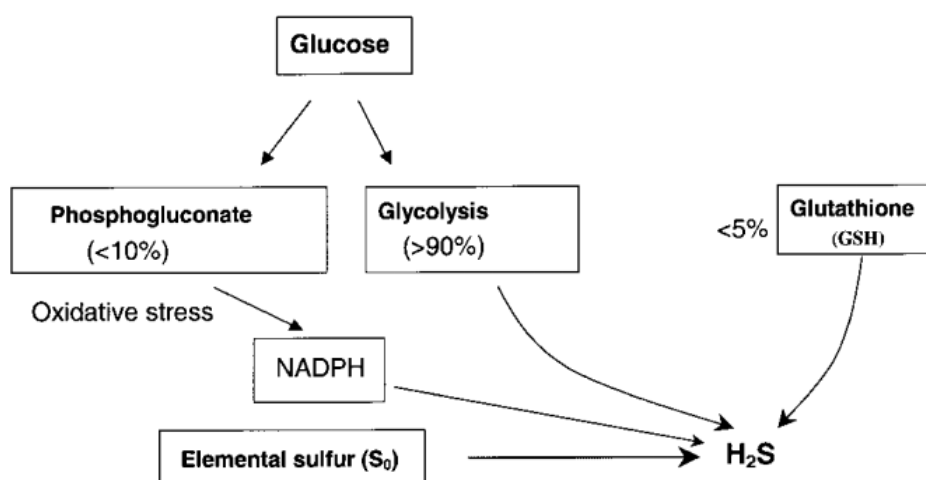 Glucose
Phosphogluconate
(<10%)
Glycolysis
(>90%)
<5%
Glutathione
(GSH)
Oxidative stress
NADPH
Elemental sulfur (S₀)
H₂S